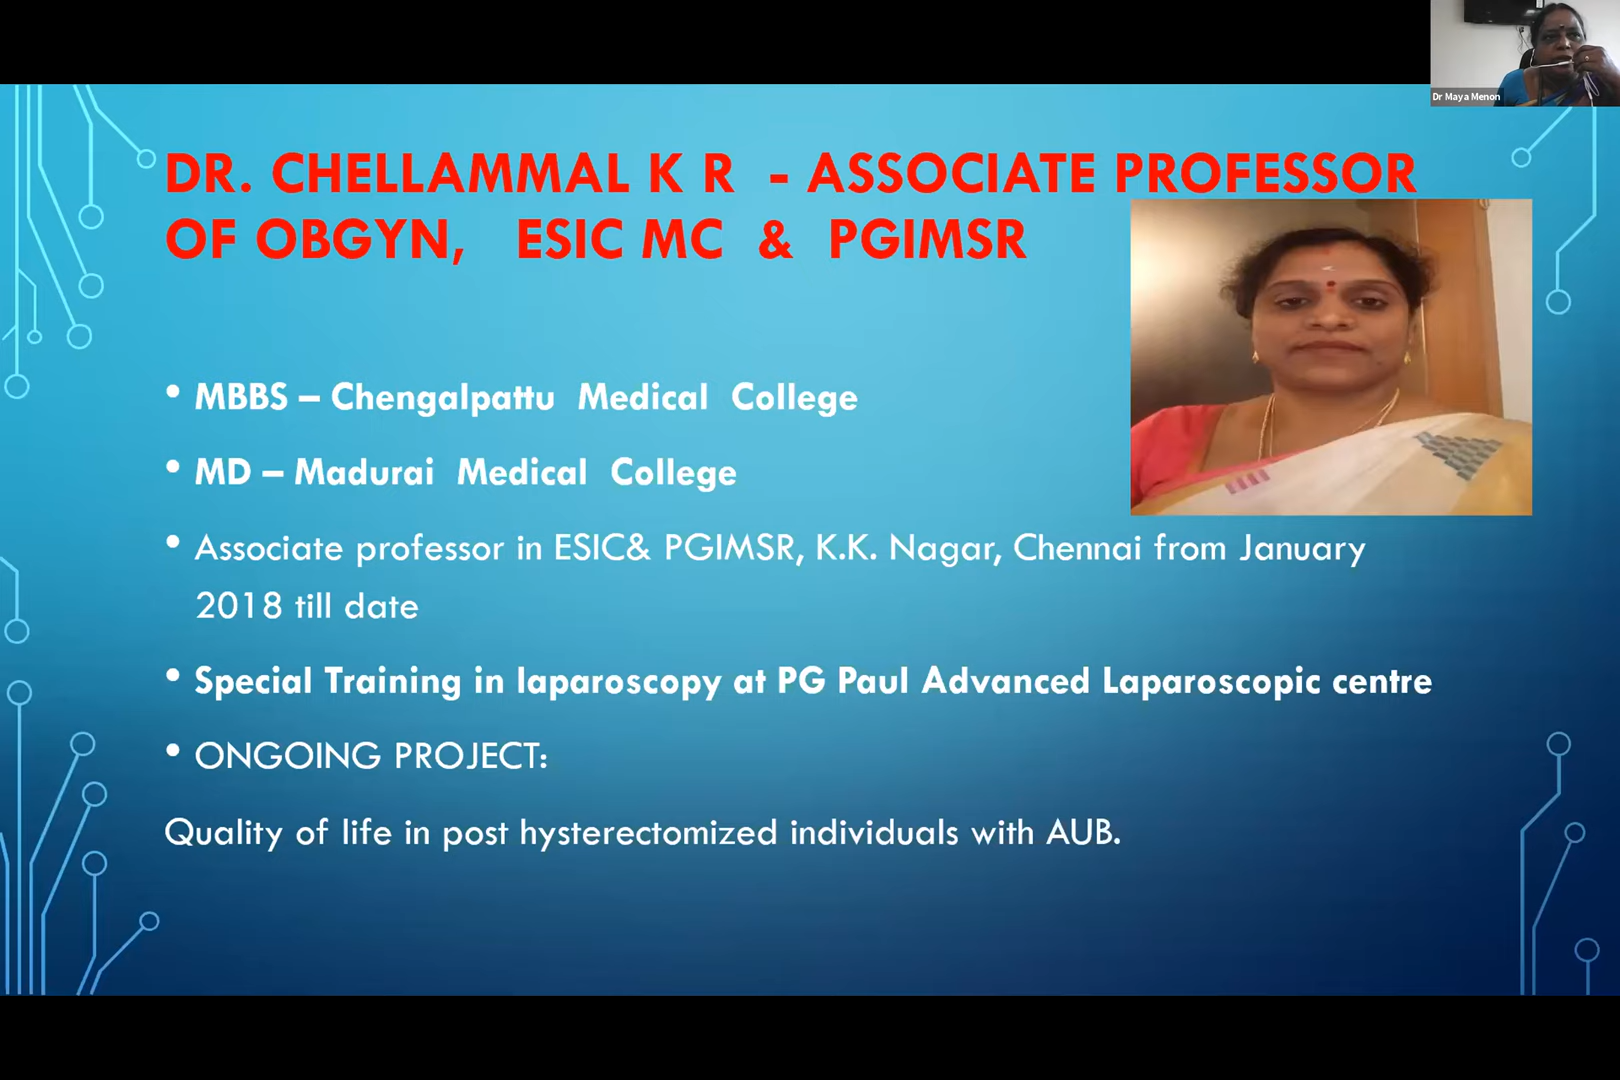 Dr Maya Menon
DR. CHELLAMMAL K R - ASSOCIATE PROFESSOR
OF OBGYN, ESIC MC & PGIMSR
• MBBS – Chengalpattu Medical College
• MD – Madurai Medical College
• Associate professor in ESIC& PGIMSR, K.K. Nagar, Chennai from January
2018 till date
• Special Training in laparoscopy at PG Paul Advanced Laparoscopic centre
• ONGOING PROJECT:
Quality of life in post hysterectomized individuals with AUB.